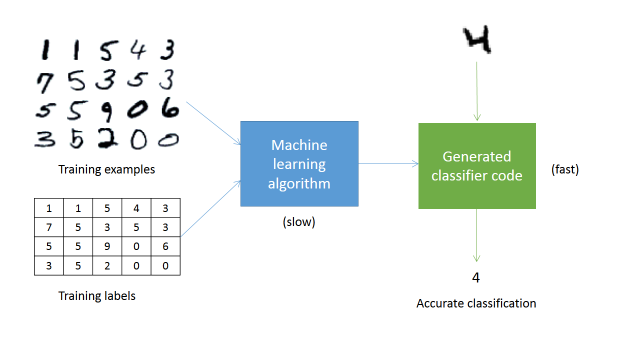 1 1 5 4 3
7 5 3 5 3
5 5 9 0 6
3 5 2 0 0
Training examples
1 1 5 4 3
7 5 3 5 3
5 5 9 0 6
3 5 2 0 0
Training labels
Machine
learning
algorithm
(slow)
4
Generated
classifier code
(fast)
4
Accurate classification